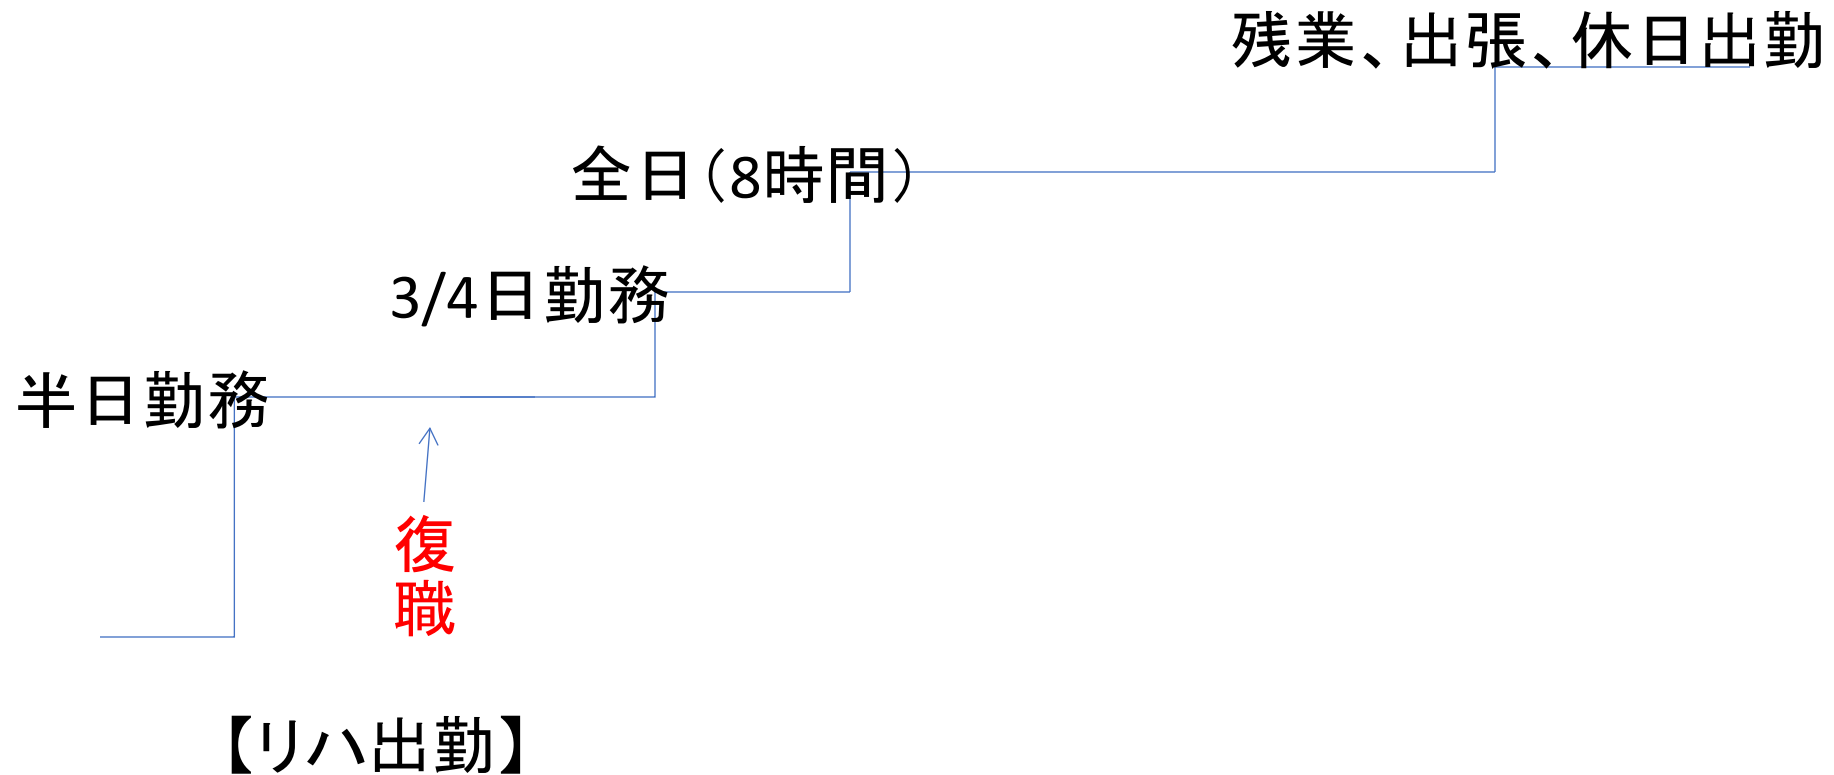 残業、出張、休日出勤
全日（8時間）
3/4日勤務
半日勤務
復職
【リハ出勤】